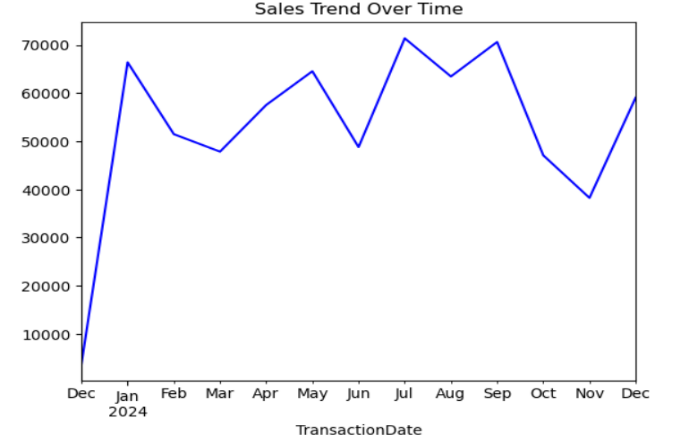 Sales Trend Over Time
70000
60000
50000
40000
30000
20000
10000
Dec Jan Feb Mar Apr May Jun Jul Aug Sep Oct Nov Dec
2024
TransactionDate